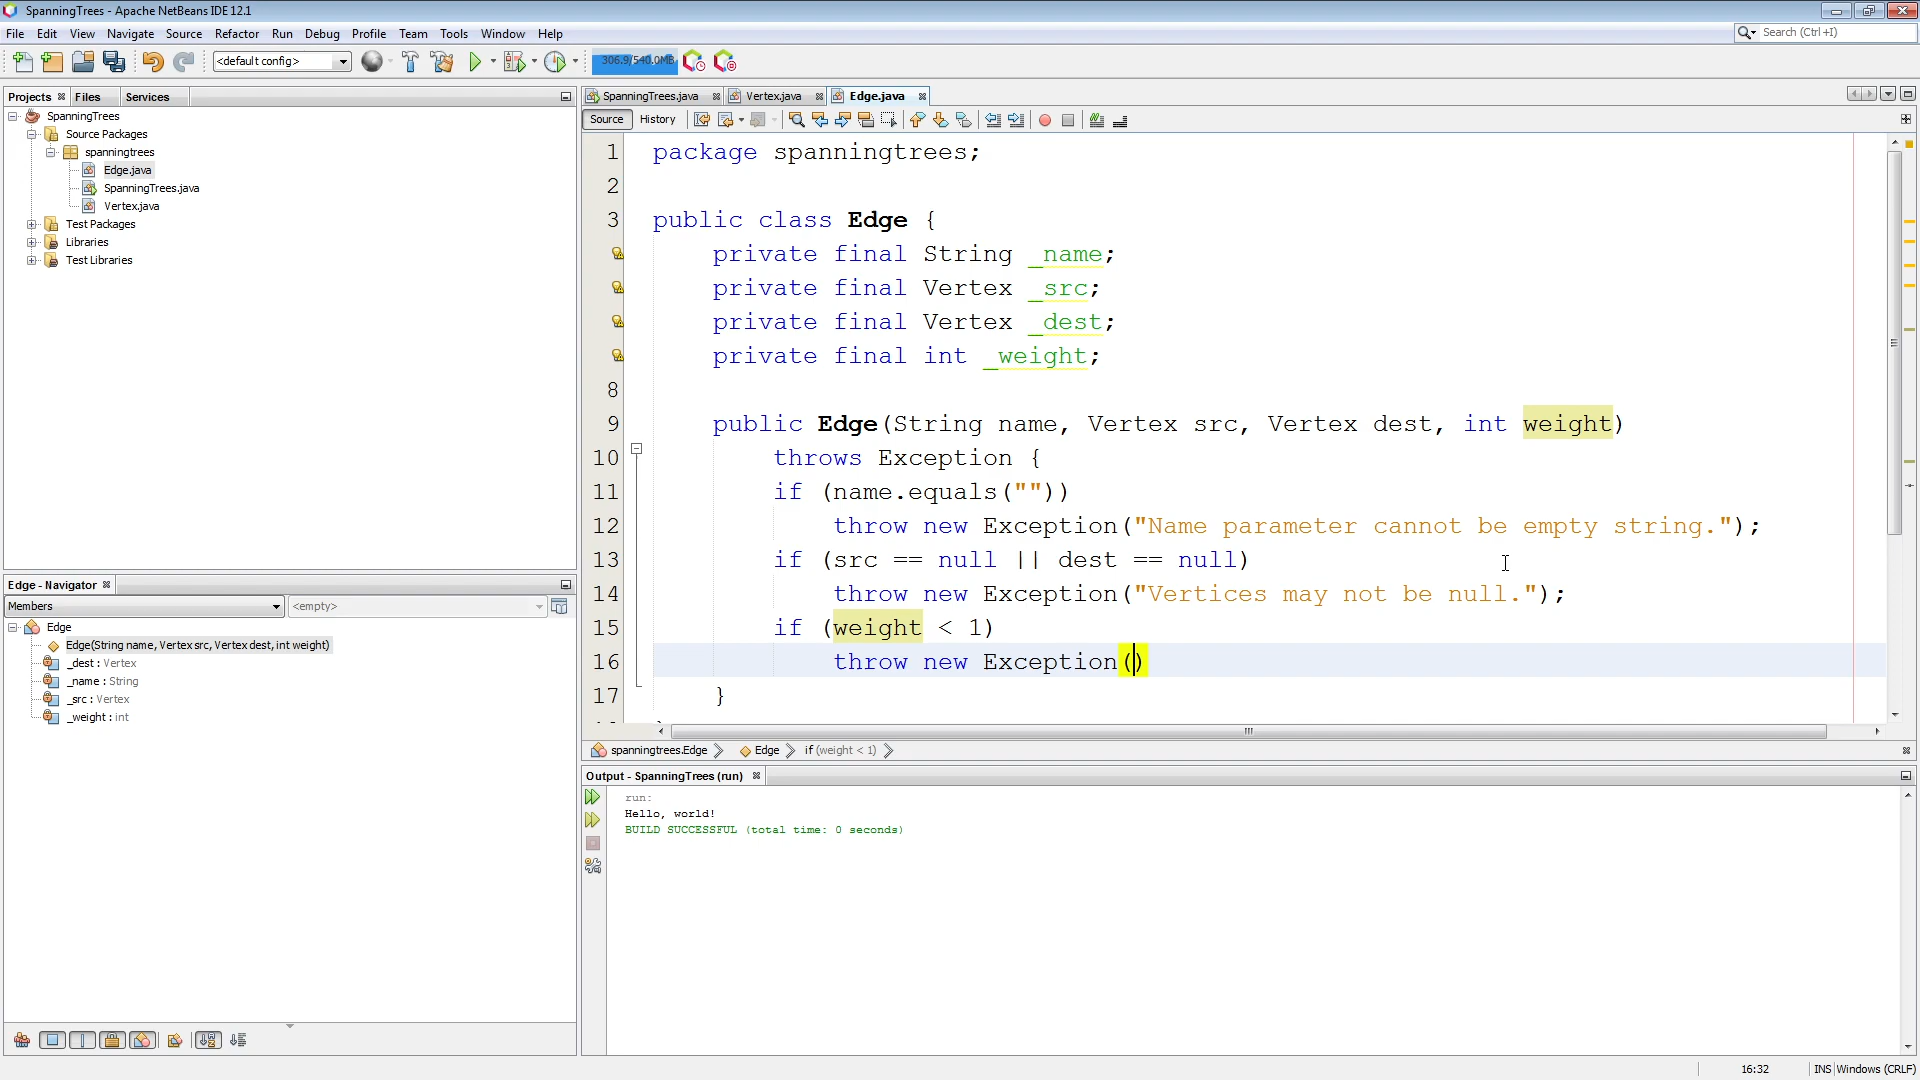 SpanningTrees - Apache NetBeans IDE 12.1
File Edit View Navigate Source Refactor Run Debug Profile Team Tools Window Help
Search (Ctrl+I)
<default config>
306.9/540.0MB
Projects Files Services
SpanningTrees
Source Packages
spanningtrees
Edge.java
SpanningTrees.java
Vertex.java
Test Packages
Libraries
Test Libraries
Edge - Navigator
Members
<empty>
Edge
Edge(String name, Vertex src, Vertex dest, int weight)
_dest : Vertex
_name : String
_src : Vertex
_weight : int
SpanningTrees.java Vertex.java Edge.java
Source History
1 package spanningtrees;
2
3 public class Edge {
private final String _name;
private final Vertex _src;
private final Vertex _dest;
private final int _weight;
8
9 public Edge(String name, Vertex src, Vertex dest, int weight)
10 throws Exception {
11 if (name.equals(""))
12 throw new Exception("Name parameter cannot be empty string.");
13 if (src == null || dest == null)
14 throw new Exception("Vertices may not be null.");
15 if (weight < 1)
16 throw new Exception()
17 }
spanningtrees.Edge Edge if (weight < 1)
Output - SpanningTrees (run)
run:
Hello, world!
BUILD SUCCESSFUL (total time: 0 seconds)
16:32 INS Windows (CRLF)